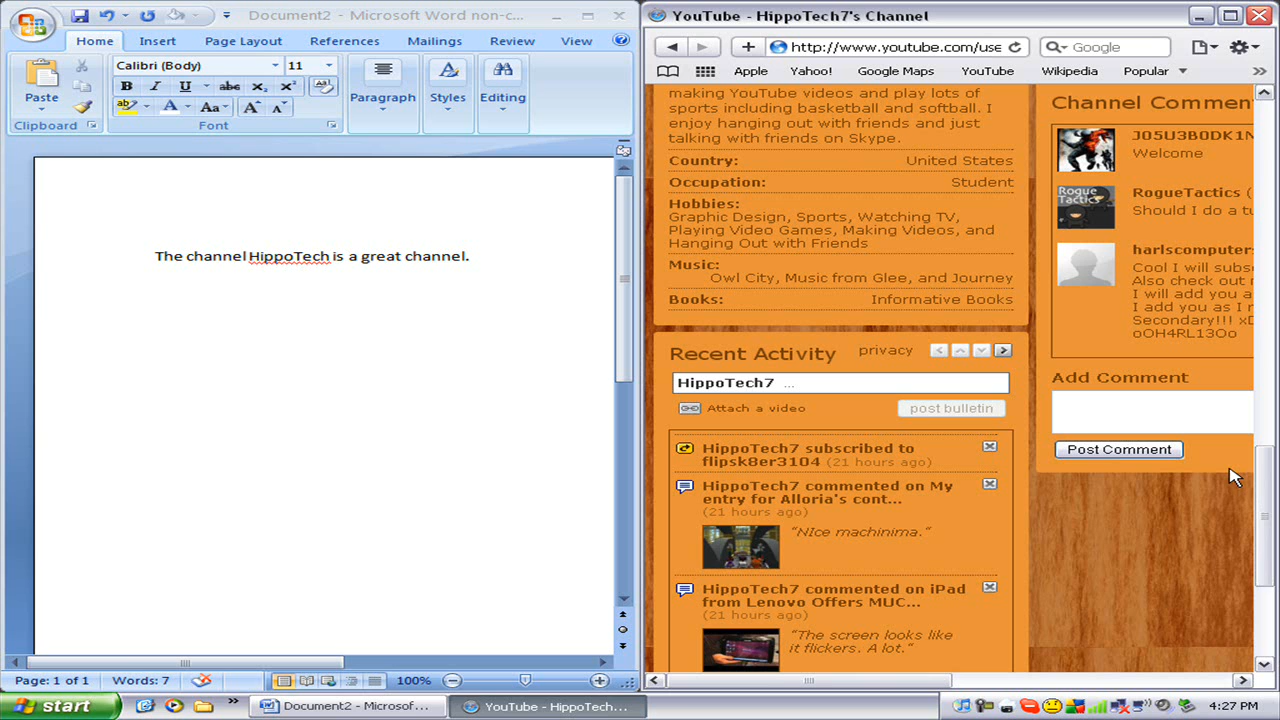 Document2 - Microsoft Word non-c...
Home Insert Page Layout References Mailings Review View
Calibri (Body) 11
Paste
Paragraph Styles Editing
Clipboard Font
The channel HippoTech is a great channel.
Page: 1 of 1 Words: 7 100%
YouTube - HippoTech7's Channel
http://www.youtube.com/use
Google
Apple Yahoo! Google Maps YouTube Wikipedia Popular
making YouTube videos and play lots of
sports including basketball and softball. I
enjoy hanging out with friends and just
talking with friends on Skype.
Country: United States
Occupation: Student
Hobbies:
Graphic Design, Sports, Watching TV,
Playing Video Games, Making Videos, and
Hanging Out with Friends
Music:
Owl City, Music from Glee, and Journey
Books: Informative Books
Recent Activity privacy
HippoTech7 ...
Attach a video post bulletin
HippoTech7 subscribed to
flipsk8er3104 (21 hours ago)
HippoTech7 commented on My
entry for Alloria's cont...
(21 hours ago)
"NIce machinima."
HippoTech7 commented on iPad
from Lenovo Offers MUC...
(21 hours ago)
"The screen looks like
it flickers. A lot."
Channel Commen
J05U3B0DK1N
Welcome
Rogue
Tactics
RogueTactics (
Should I do a tu
harlscomputer
Cool I will subs
Also check out
I will add you a
I add you as I
Secondary!!! xD
oOH4RL13Oo
Add Comment
Post Comment
start Document2 - Microsof... YouTube - HippoTech... 4:27 PM